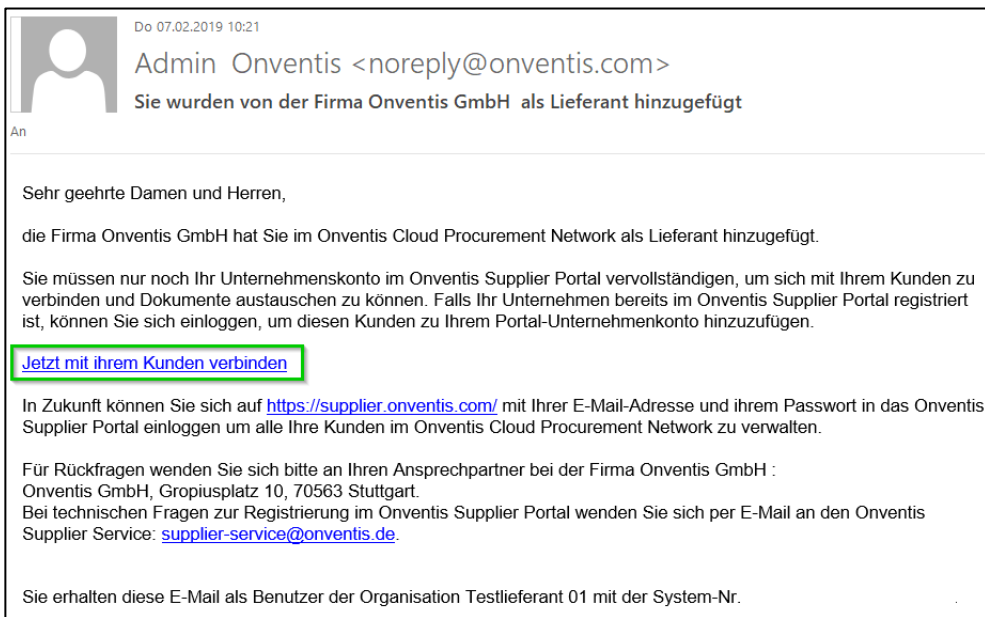 Do 07.02.2019 10:21
Admin Onventis <noreply@onventis.com>
Sie wurden von der Firma Onventis GmbH als Lieferant hinzugefügt
An
Sehr geehrte Damen und Herren,
die Firma Onventis GmbH hat Sie im Onventis Cloud Procurement Network als Lieferant hinzugefügt.
Sie müssen nur noch Ihr Unternehmenskonto im Onventis Supplier Portal vervollständigen, um sich mit Ihrem Kunden zu
verbinden und Dokumente austauschen zu können. Falls Ihr Unternehmen bereits im Onventis Supplier Portal registriert
ist, können Sie sich einloggen, um diesen Kunden zu Ihrem Portal-Unternehmenkonto hinzuzufügen.
Jetzt mit ihrem Kunden verbinden
In Zukunft können Sie sich auf https://supplier.onventis.com/ mit Ihrer E-Mail-Adresse und ihrem Passwort in das Onventis
Supplier Portal einloggen um alle Ihre Kunden im Onventis Cloud Procurement Network zu verwalten.
Für Rückfragen wenden Sie sich bitte an Ihren Ansprechpartner bei der Firma Onventis GmbH :
Onventis GmbH, Gropiusplatz 10, 70563 Stuttgart.
Bei technischen Fragen zur Registrierung im Onventis Supplier Portal wenden Sie sich per E-Mail an den Onventis
Supplier Service: supplier-service@onventis.de.
Sie erhalten diese E-Mail als Benutzer der Organisation Testlieferant 01 mit der System-Nr. .